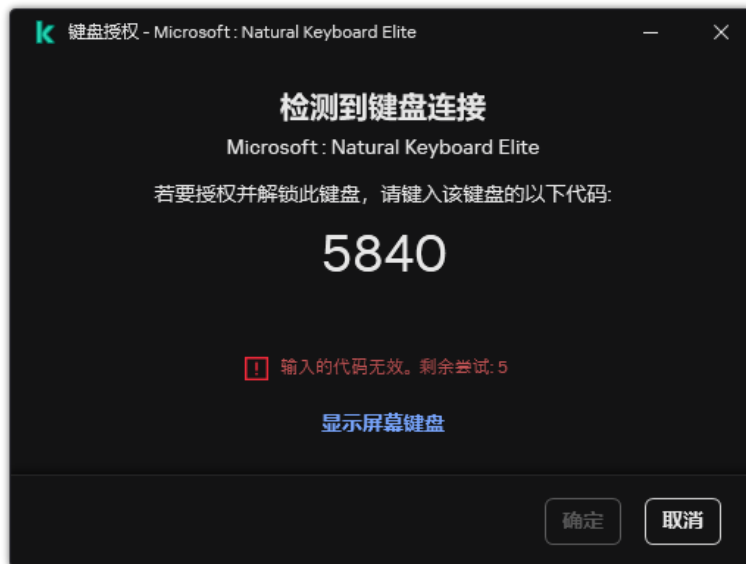 键盘授权 - Microsoft : Natural Keyboard Elite
检测到键盘连接
Microsoft : Natural Keyboard Elite
若要授权并解锁此键盘，请键入该键盘的以下代码:
5840
输入的代码无效。剩余尝试: 5
显示屏幕键盘
确定
取消